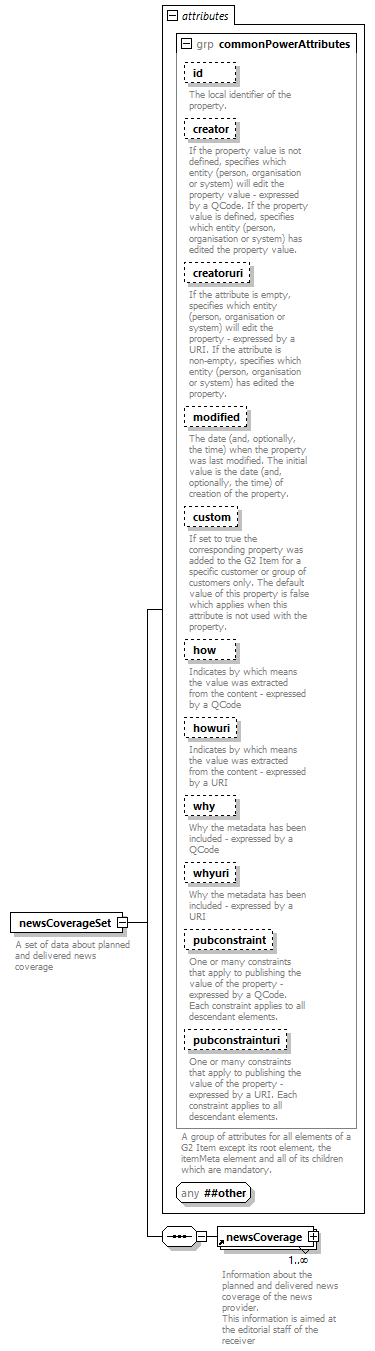 attributes
grp commonPowerAttributes
id
The local identifier of the
property.
creator
If the property value is not
defined, specifies which
entity (person, organisation
or system) will edit the
property value - expressed
by a QCode. If the property
value is defined, specifies
which entity (person,
organisation or system) has
edited the property value.
creatoruri
If the attribute is empty,
specifies which entity
(person, organisation or
system) will edit the
property - expressed by a
URI. If the attribute is
non-empty, specifies which
entity (person, organisation
or system) has edited the
property.
modified
The date (and, optionally,
the time) when the property
was last modified. The initial
value is the date (and,
optionally, the time) of
creation of the property.
custom
If set to true the
corresponding property was
added to the G2 Item for a
specific customer or group of
customers only. The default
value of this property is false
which applies when this
attribute is not used with the
property.
how
Indicates by which means
the value was extracted
from the content - expressed
by a QCode
howuri
Indicates by which means
the value was extracted
from the content - expressed
by a URI
why
Why the metadata has been
included - expressed by a
QCode
whyuri
Why the metadata has been
included - expressed by a
URI
pubconstraint
One or many constraints
that apply to publishing the
value of the property -
expressed by a QCode.
Each constraint applies to all
descendant elements.
pubconstrainturi
One or many constraints
that apply to publishing the
value of the property -
expressed by a URI. Each
constraint applies to all
descendant elements.
A group of attributes for all elements of a
G2 Item except its root element, the
itemMeta element and all of its children
which are mandatory.
any ##other
newsCoverageSet
A set of data about planned
and delivered news
coverage
newsCoverage
1..∞
Information about the
planned and delivered news
coverage of the news
provider.
This information is aimed at
the editorial staff of the
receiver